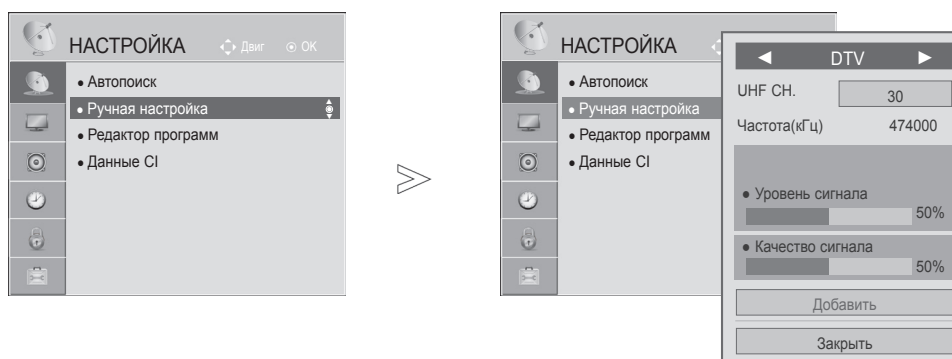 НАСТРОЙКА Двиг OK
• Автопоиск
• Ручная настройка
• Редактор программ
• Данные CI
НАСТРОЙКА
• Автопоиск
• Ручная настройка
• Редактор программ
• Данные CI
◄ DTV ►
UHF CH. 30
Частота(кГц) 474000
• Уровень сигнала
50%
• Качество сигнала
50%
Добавить
Закрыть